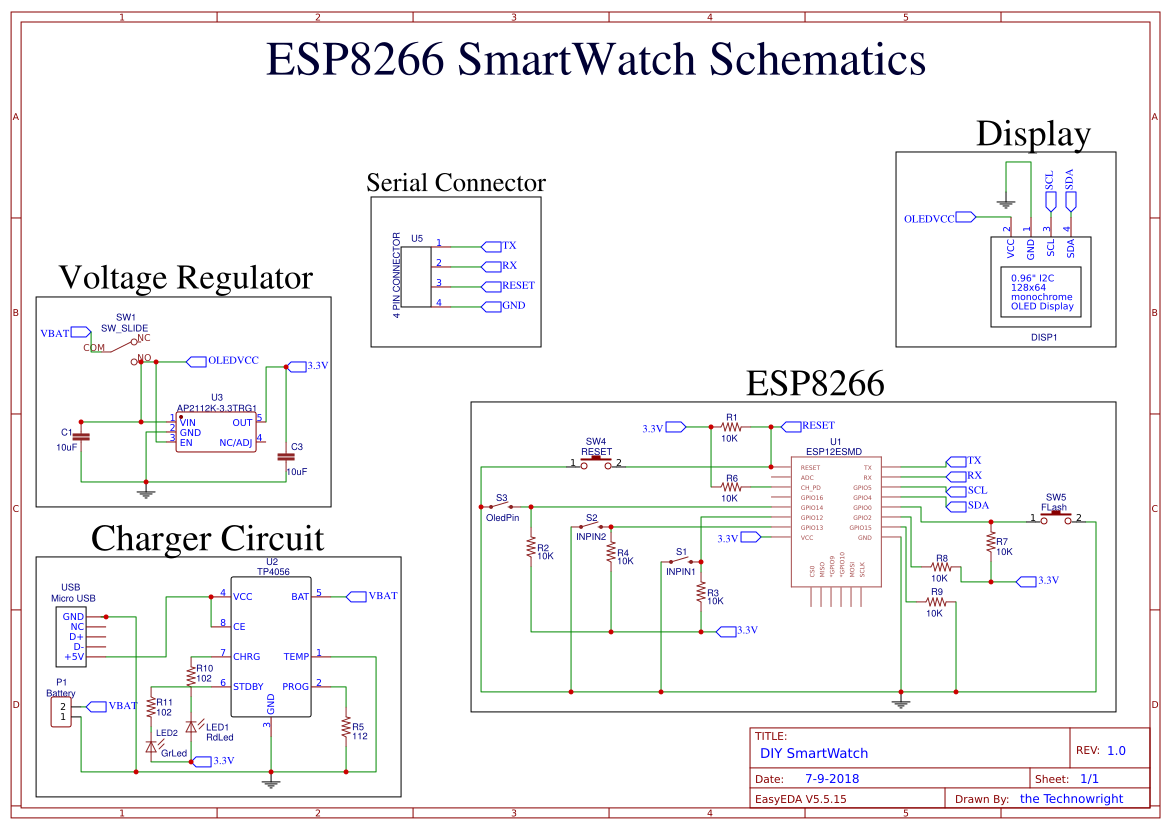 1 2 3 4 5
ESP8266 SmartWatch Schematics
A A
Display
SCL SDA
OLEDVCC
2 1 3 4
VCC GND SCL SDA
0.96" I2C
128x64
monochrome
OLED Display
DISP1
Serial Connector
U5
4 PIN CONNECTOR
1 TX
2 RX
3 RESET
4 GND
B B
Voltage Regulator
SW1
SW_SLIDE
VBAT
NC
COM
NO
OLEDVCC
3.3V
U3
AP2112K-3.3TRG1
1 VIN OUT 5
2 GND
3 EN NC/ADJ 4
C1
10uF
C3
10uF
ESP8266
R1
3.3V RESET
10K
SW4
RESET
1 2
R6
10K
U1
ESP12ESMD
RESET TX
ADC RX
CH_PD GPIO5
GPIO16 GPIO4
GPIO14 GPIO0
GPIO12 GPIO2
GPIO13 GPIO15
VCC GND
CS0 MISO *GPIO9 *GPIO10 MOSI SCLK
TX
RX
SCL
SDA
S3
OledPin
S2
INPIN2
S1
INPIN1
3.3V
R2
10K
R4
10K
R3
10K
3.3V
SW5
FLash
1 2
R7
10K
R8
10K
3.3V
R9
10K
C C
Charger Circuit
U2
TP4056
USB
Micro USB
GND
NC
D+
D-
+5V
4 VCC BAT 5 VBAT
8 CE
7 CHRG TEMP 1
6 STDBY PROG 2
GND
3
P1
Battery
2
1
VBAT
R10
102
R11
102
LED2
GrLed
LED1
RdLed
3.3V
R5
112
D D
TITLE:
DIY SmartWatch
REV: 1.0
Date: 7-9-2018
Sheet: 1/1
EasyEDA V5.5.15
Drawn By: the Technowright
1 2 3 4 5